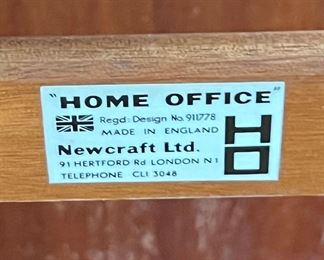 "HOME OFFICE"
Regd: Design No. 911778
MADE IN ENGLAND
Newcraft Ltd.
91 HERTFORD Rd LONDON N1
TELEPHONE CLI 3048
HO